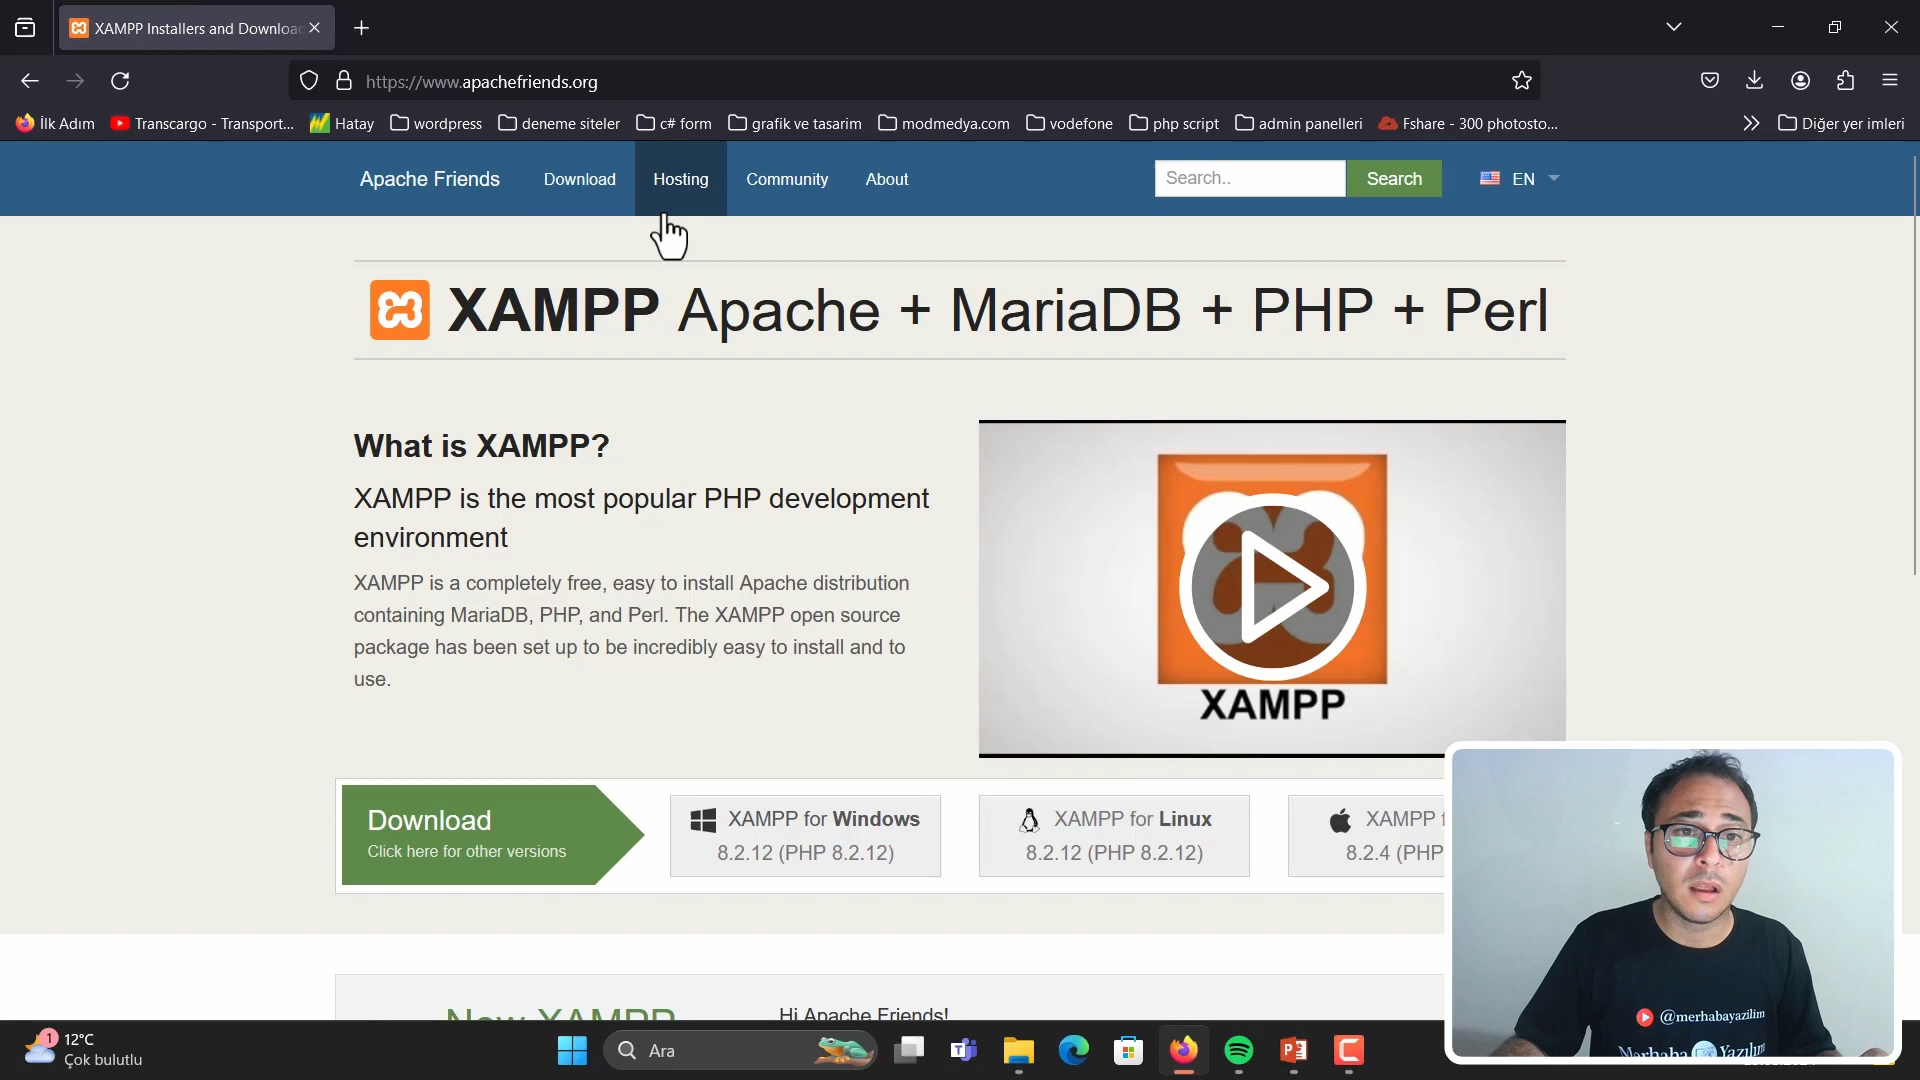 XAMPP Installers and Download
https://www.apachefriends.org
İlk Adım
Transcargo - Transport...
Hatay
wordpress
deneme siteler
c# form
grafik ve tasarim
modmedya.com
vodefone
php script
admin panelleri
Fshare - 300 photosto...
Diğer yer imleri
Apache Friends
Download
Hosting
Community
About
Search..
Search
EN
XAMPP Apache + MariaDB + PHP + Perl
What is XAMPP?
XAMPP is the most popular PHP development
environment
XAMPP is a completely free, easy to install Apache distribution
containing MariaDB, PHP, and Perl. The XAMPP open source
package has been set up to be incredibly easy to install and to
use.
XAMPP
Download
Click here for other versions
XAMPP for Windows
8.2.12 (PHP 8.2.12)
XAMPP for Linux
8.2.12 (PHP 8.2.12)
XAMPP
8.2.4 (PHP
New XAMPP
Hi Apache Friends!
@merhabayazilim
Merhaba Yazılım
1
12°C
Çok bulutlu
Ara